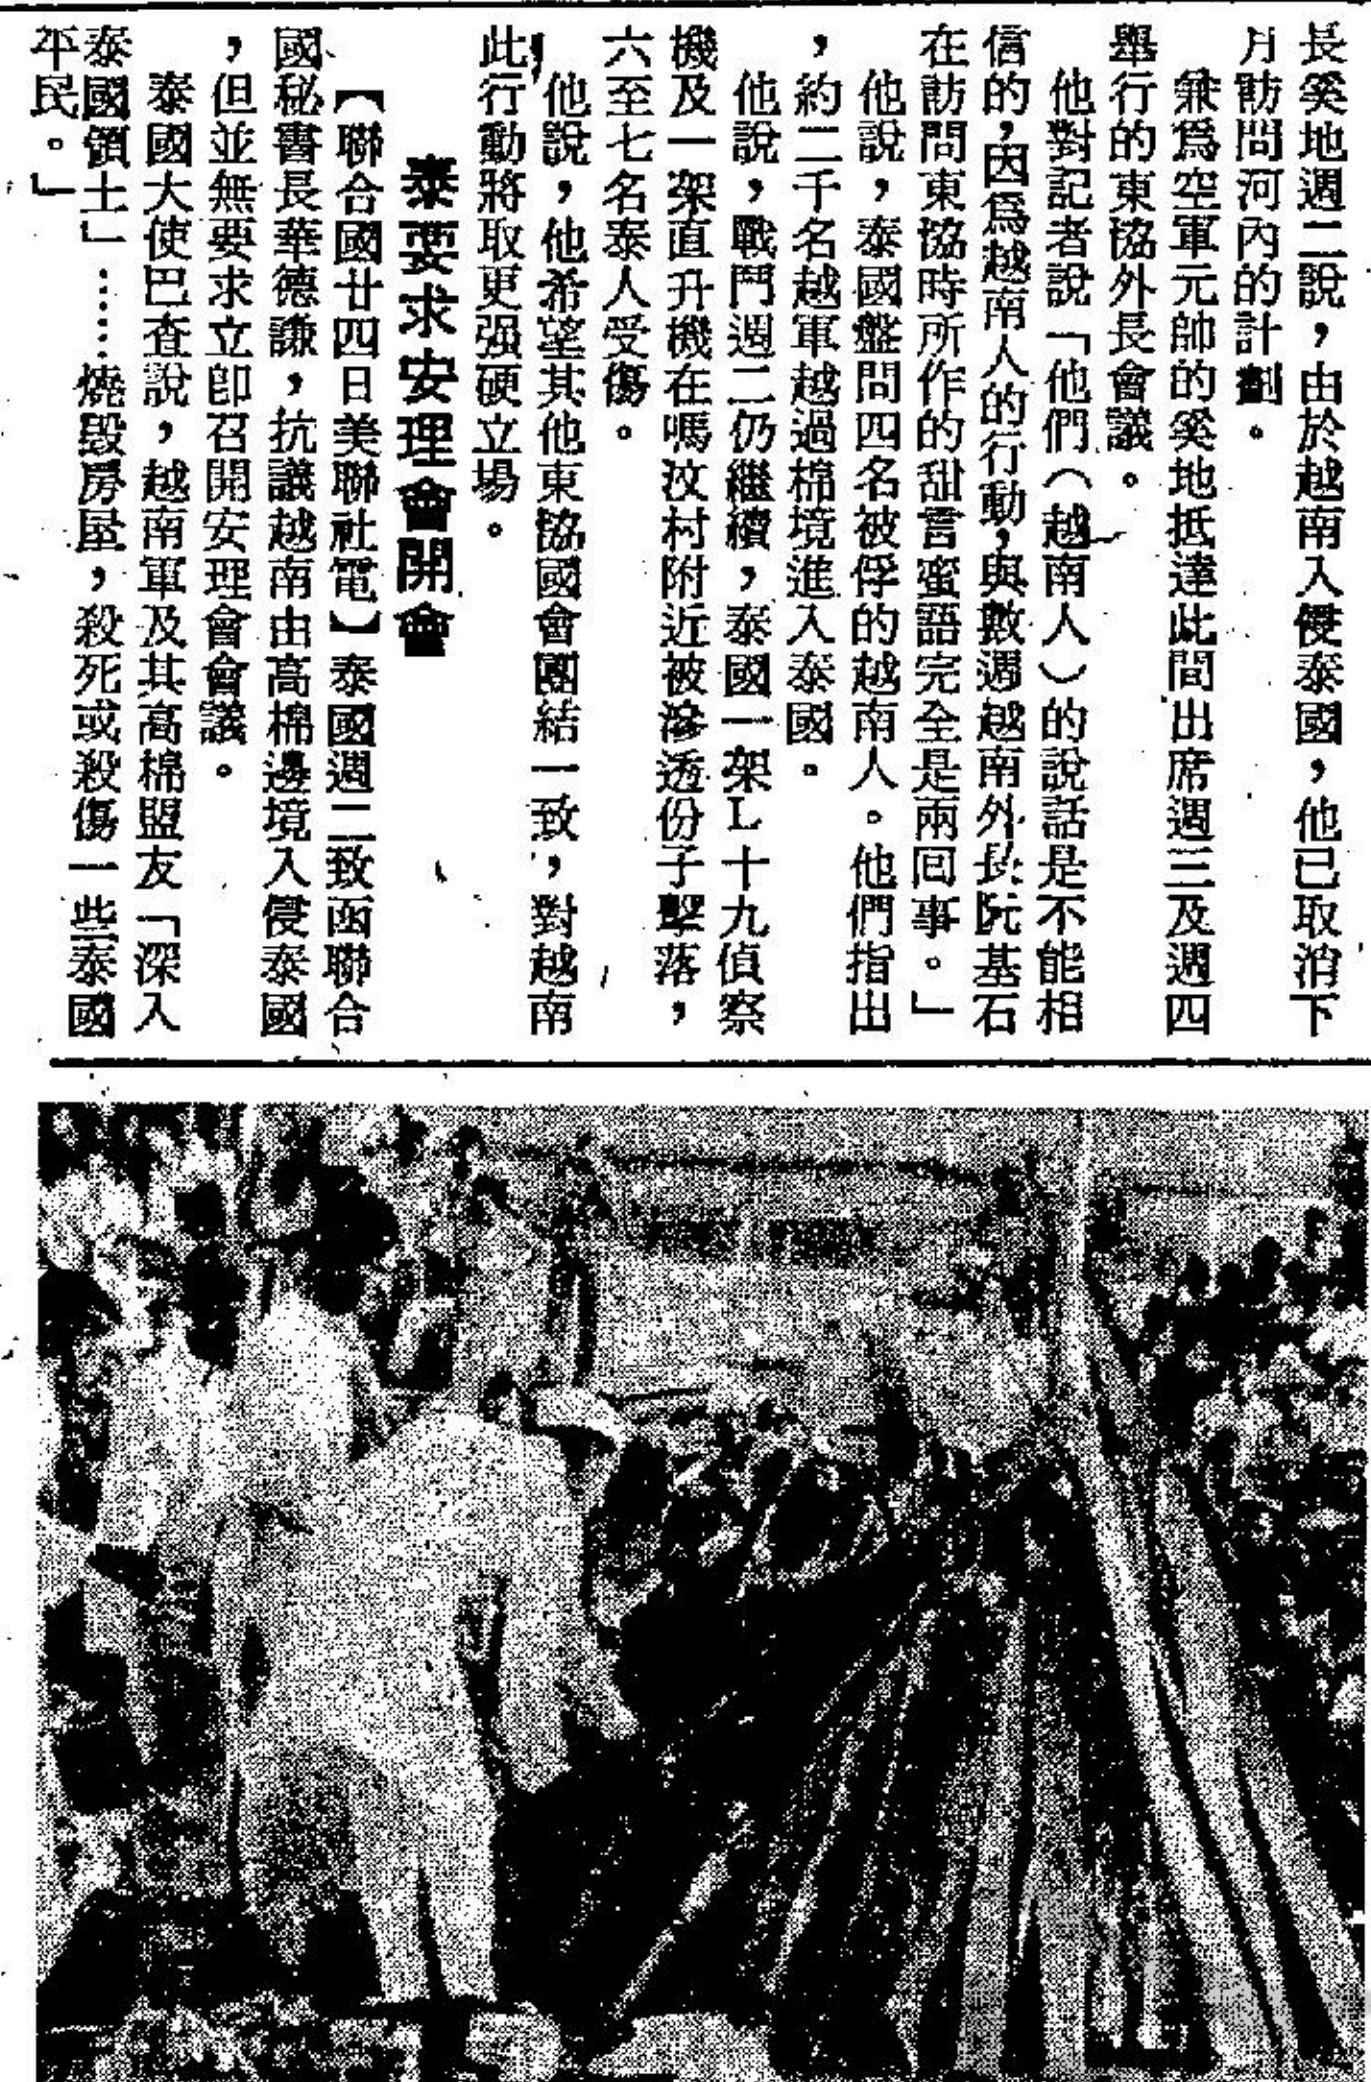 長奚地週二說，由於越南入侵泰國，他已取消下
月訪問河內的計劃。
兼爲空軍元帥的奚地抵達此間出席週三及週四
舉行的東協外長會議。
他對記者說「他們（越南人）的說話是不能相
信的，因爲越南人的行動，與數週越南外長阮基石
在訪問東協時所作的甜言蜜語完全是兩回事。」
他說，泰國盤問四名被俘的越南人。他們指出
，約二千名越軍越過棉境進入泰國。
他說，戰鬥週二仍繼續，泰國一架L十九偵察
機及一架直升機在嗎汶村附近被滲透份子擊落，
六至七名泰人受傷。
他說，他希望其他東協國會團結一致，對越南
此行動將取更强硬立場。
泰要求安理會開會
【聯合國廿四日美聯社電】泰國週二致函聯合
國秘書長華德謙，抗議越南由高棉邊境入侵泰國
，但並無要求立卽召開安理會會議。
泰國大使巴查說，越南軍及其高棉盟友「深入
泰國領土」……燒毀房屋，殺死或殺傷一些泰國
平民。」